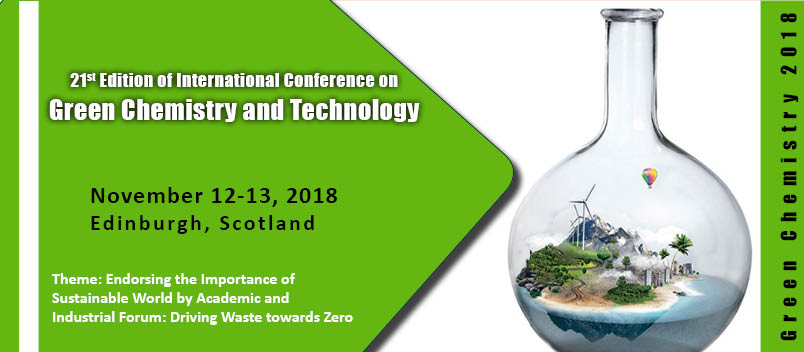 21st Edition of International Conference on
Green Chemistry and Technology
November 12-13, 2018
Edinburgh, Scotland
Theme: Endorsing the Importance of
Sustainable World by Academic and
Industrial Forum: Driving Waste towards Zero
Green Chemistry 2018